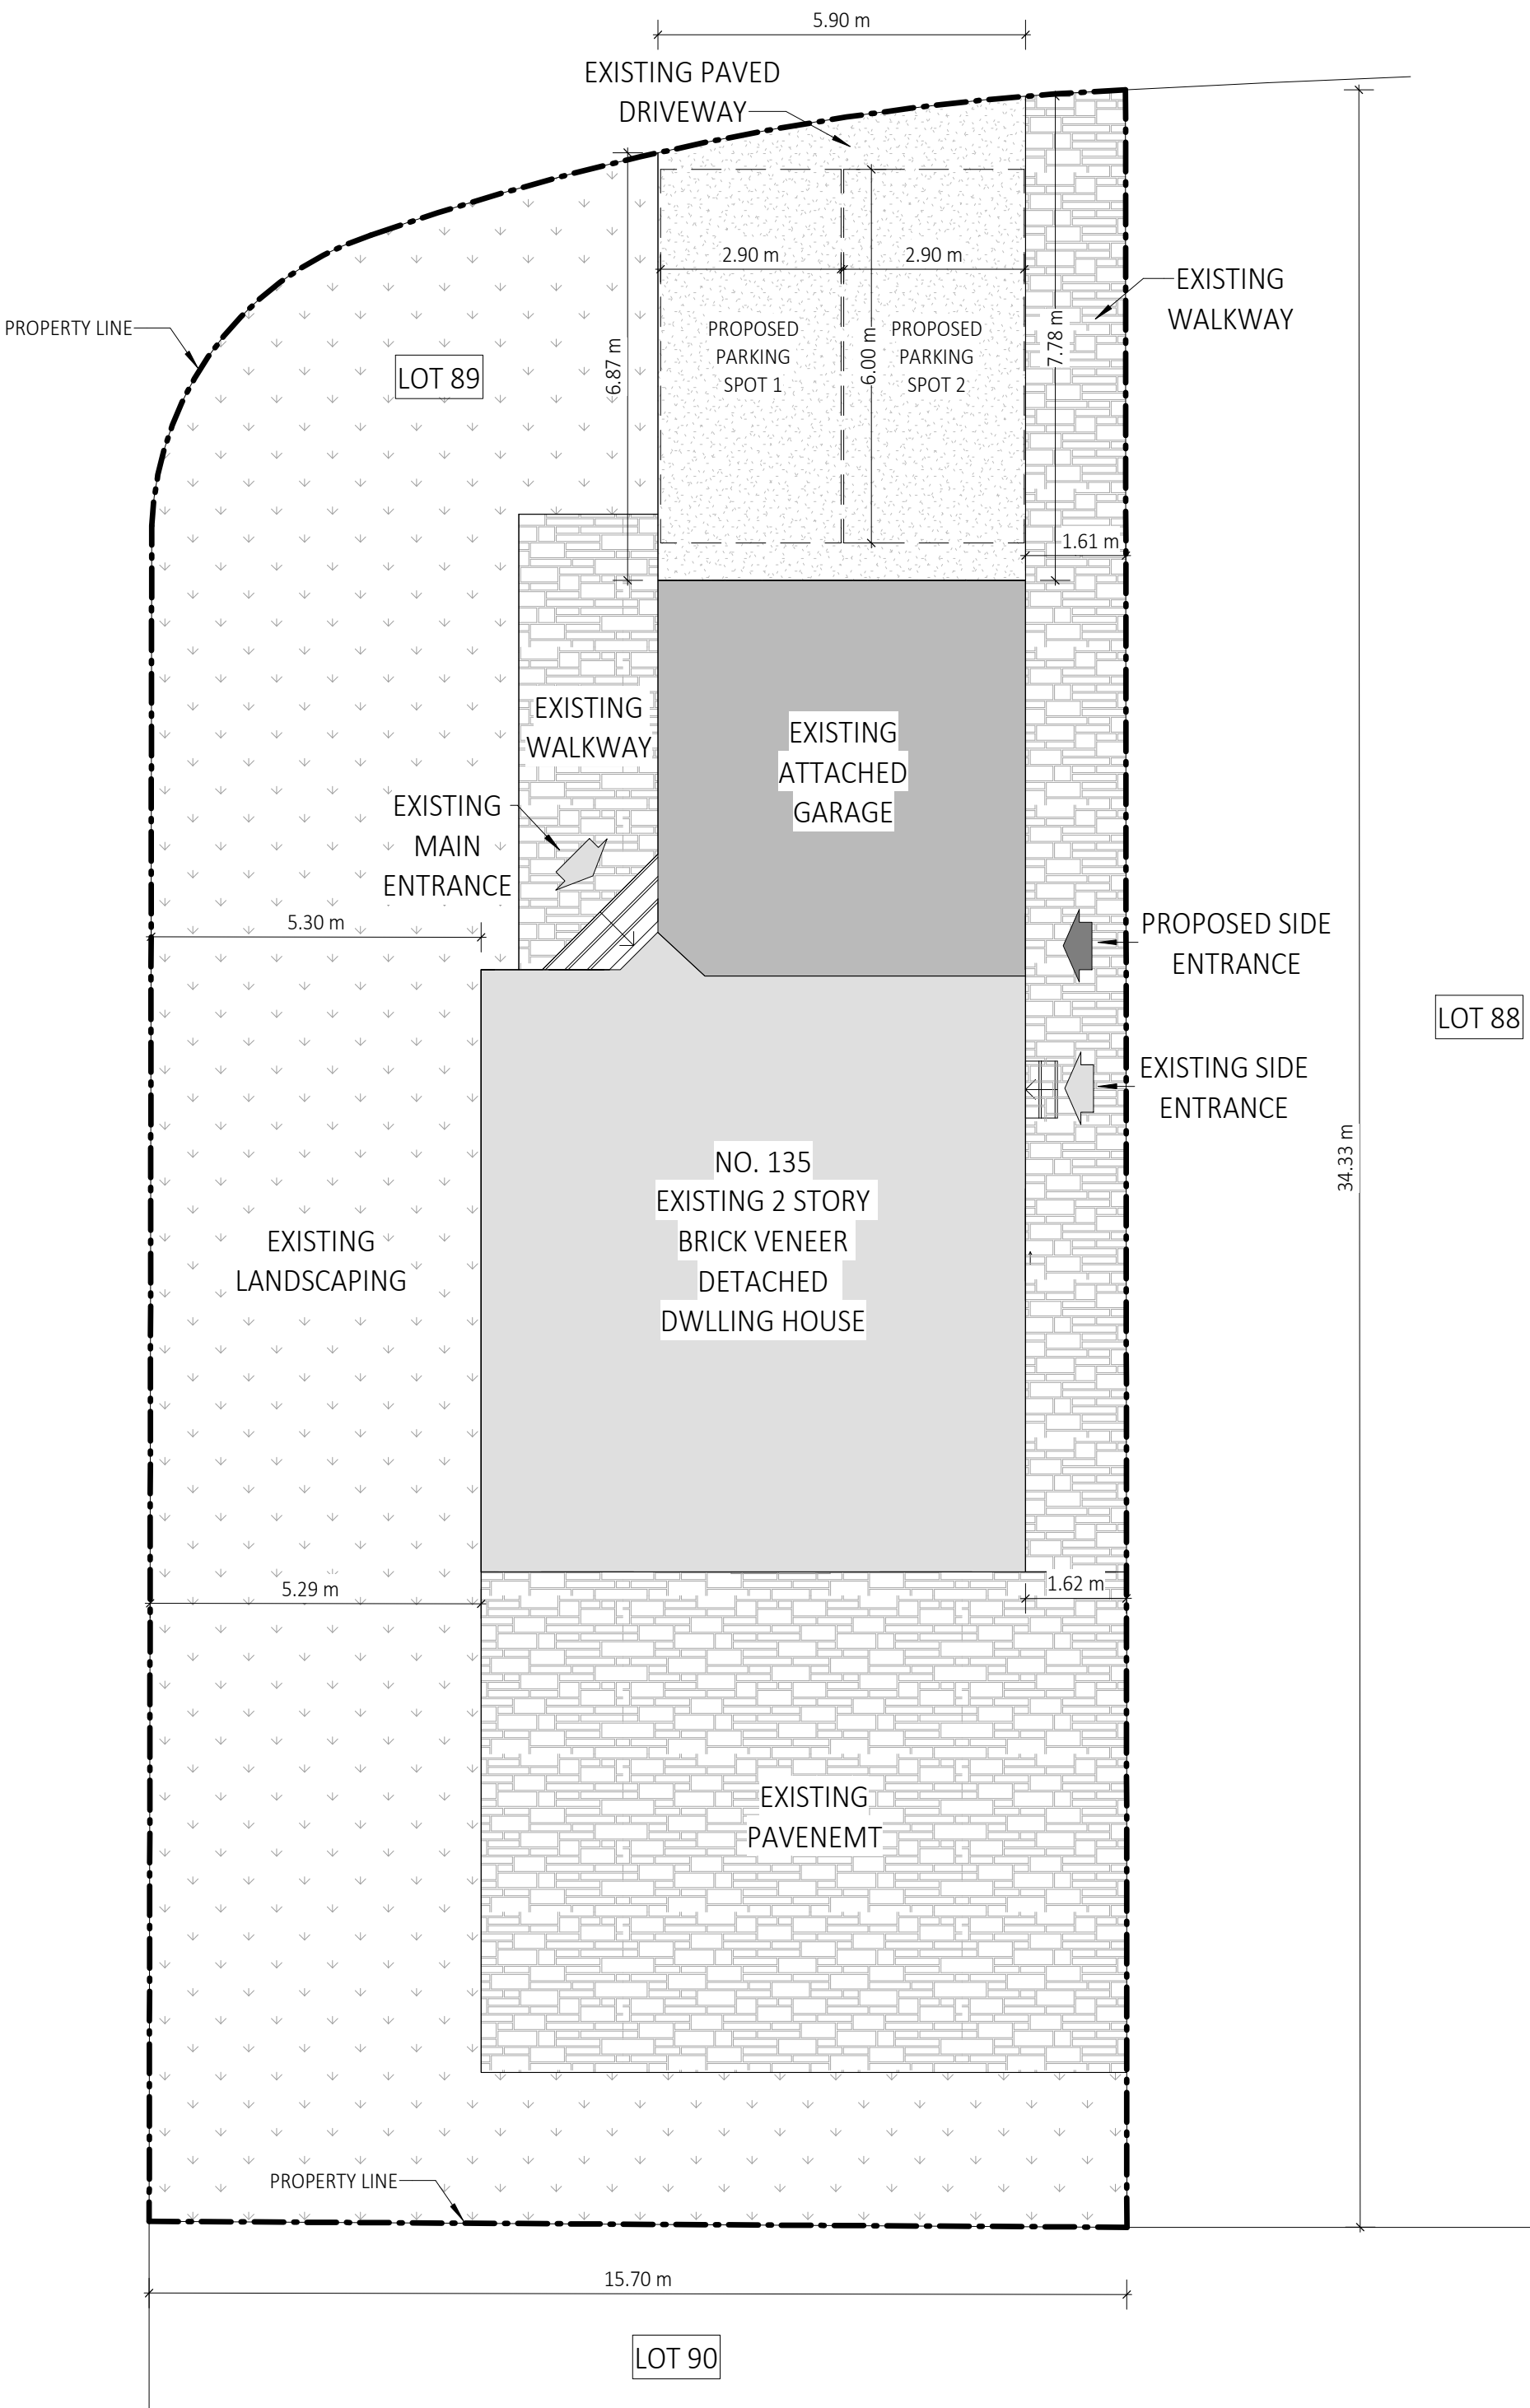 5.90 m
EXISTING PAVED
DRIVEWAY
2.90 m
2.90 m
EXISTING
WALKWAY
PROPERTY LINE
PROPOSED
PARKING
SPOT 1
PROPOSED
PARKING
SPOT 2
6.87 m
6.00 m
7.78 m
LOT 89
1.61 m
EXISTING
WALKWAY
EXISTING
ATTACHED
GARAGE
EXISTING
MAIN
ENTRANCE
5.30 m
PROPOSED SIDE
ENTRANCE
LOT 88
EXISTING SIDE
ENTRANCE
34.33 m
NO. 135
EXISTING 2 STORY
BRICK VENEER
DETACHED
DWLLING HOUSE
EXISTING
LANDSCAPING
5.29 m
1.62 m
EXISTING
PAVENEMT
PROPERTY LINE
15.70 m
LOT 90